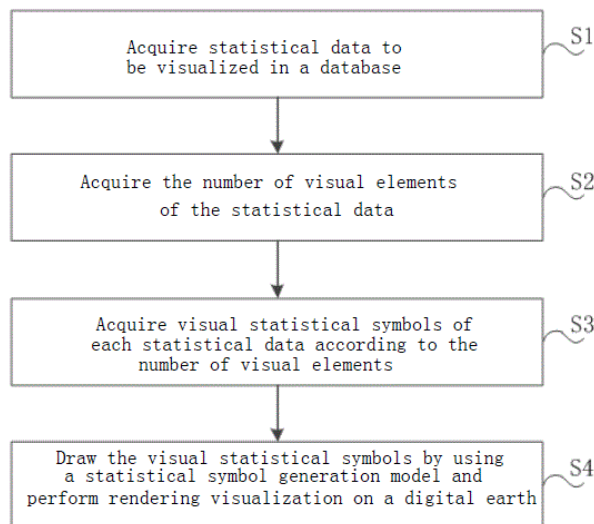 Acquire statistical data to
be visualized in a database
S1
Acquire the number of visual elements
of the statistical data
S2
Acquire visual statistical symbols of
each statistical data according to the
number of visual elements
S3
Draw the visual statistical symbols by using
a statistical symbol generation model and
perform rendering visualization on a digital earth
S4